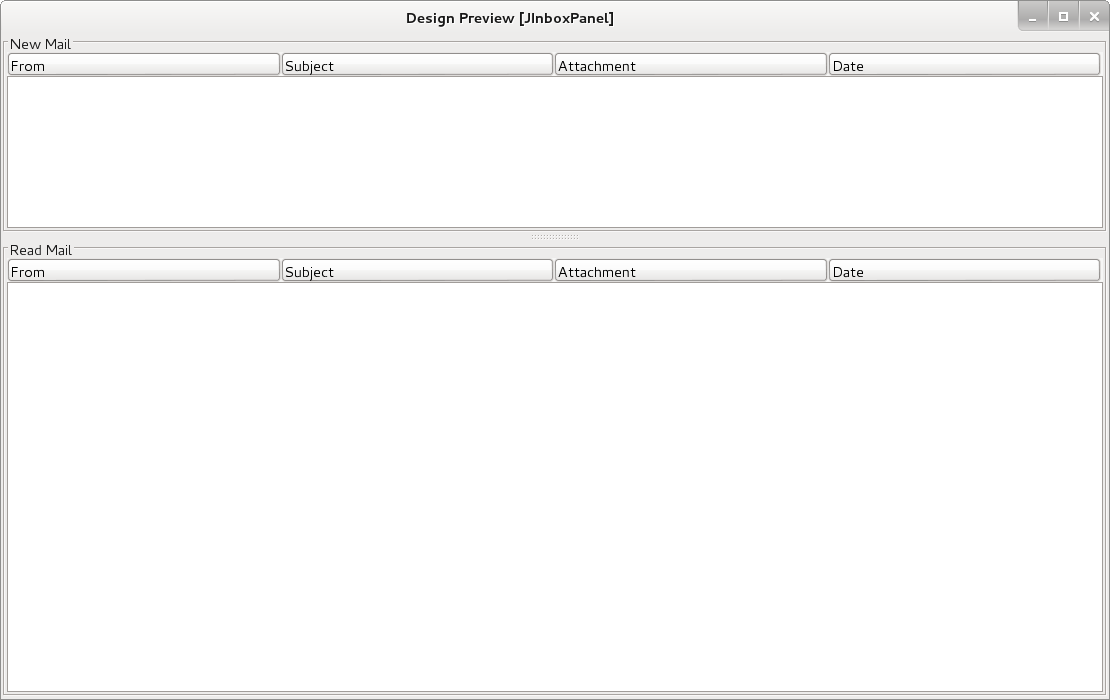 Design Preview [JInboxPanel]
New Mail
From Subject Attachment Date
Read Mail
From Subject Attachment Date